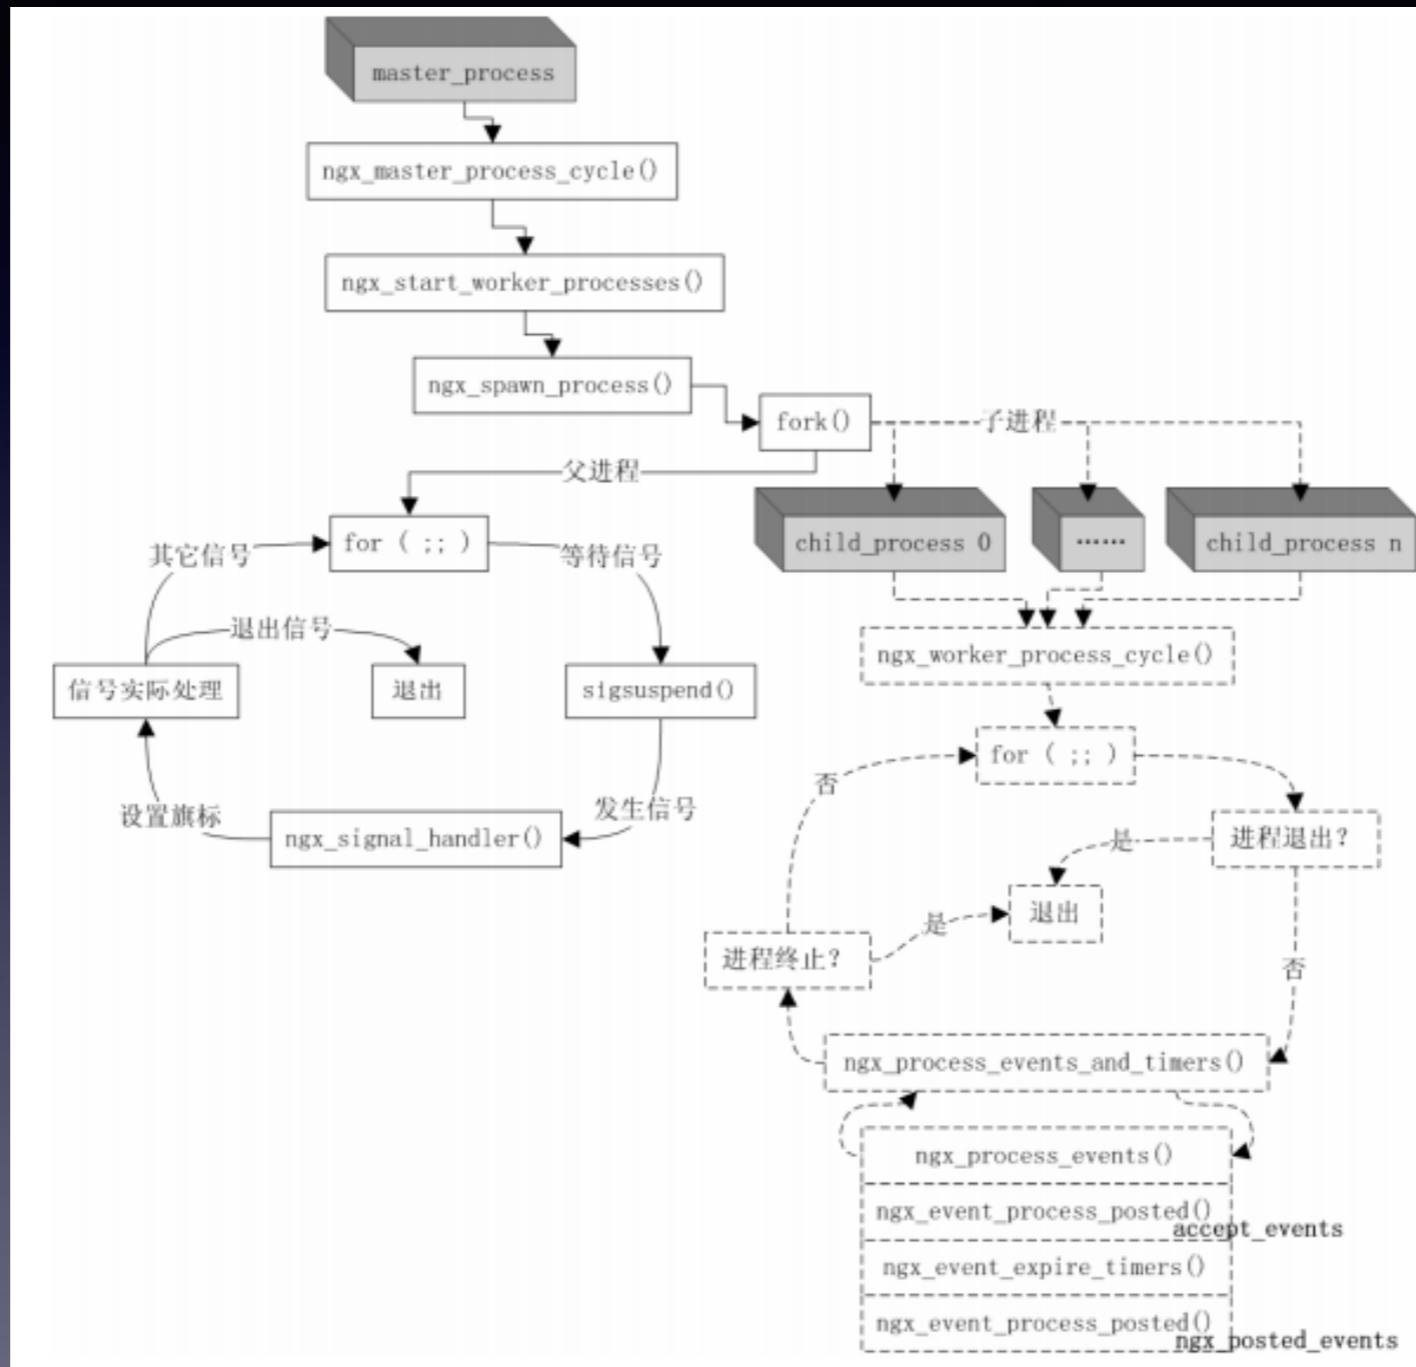 master_process
ngx_master_process_cycle()
ngx_start_worker_processes()
ngx_spawn_process()
fork()
子进程
父进程
child_process 0
……
child_process n
for ( ;; )
其它信号
等待信号
退出信号
信号实际处理
退出
sigsuspend()
设置旗标
发生信号
ngx_signal_handler()
ngx_worker_process_cycle()
for ( ;; )
否
进程退出？
是
退出
是
进程终止？
否
ngx_process_events_and_timers()
ngx_process_events()
ngx_event_process_posted()
accept_events
ngx_event_expire_timers()
ngx_event_process_posted()
ngx_posted_events